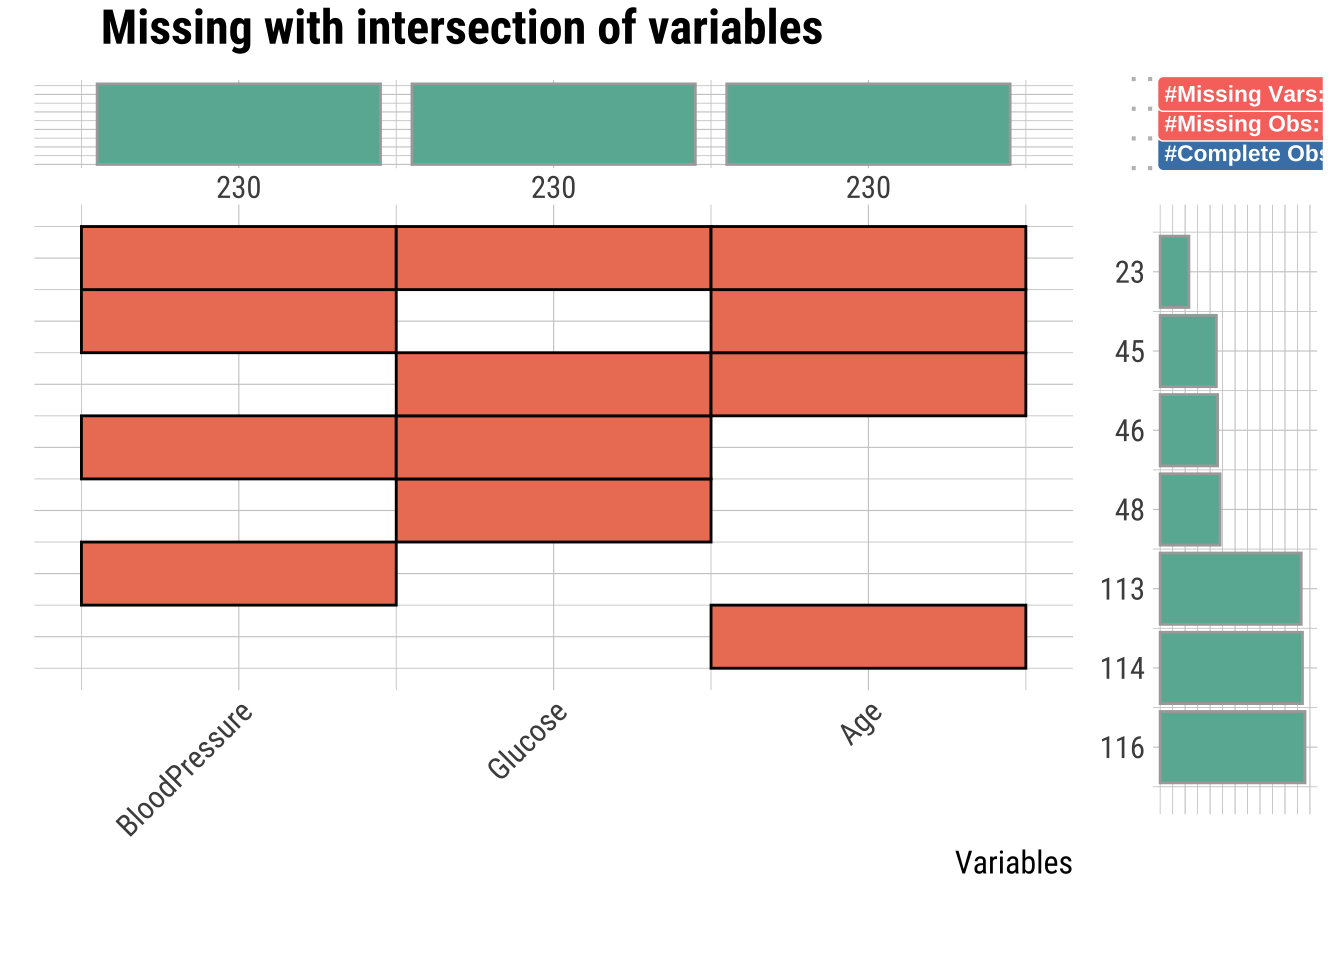 Missing with intersection of variables
#Missing Vars:
#Missing Obs:
#Complete Obs
230 230 230
23
45
46
48
113
114
116
BloodPressure Glucose Age
Variables